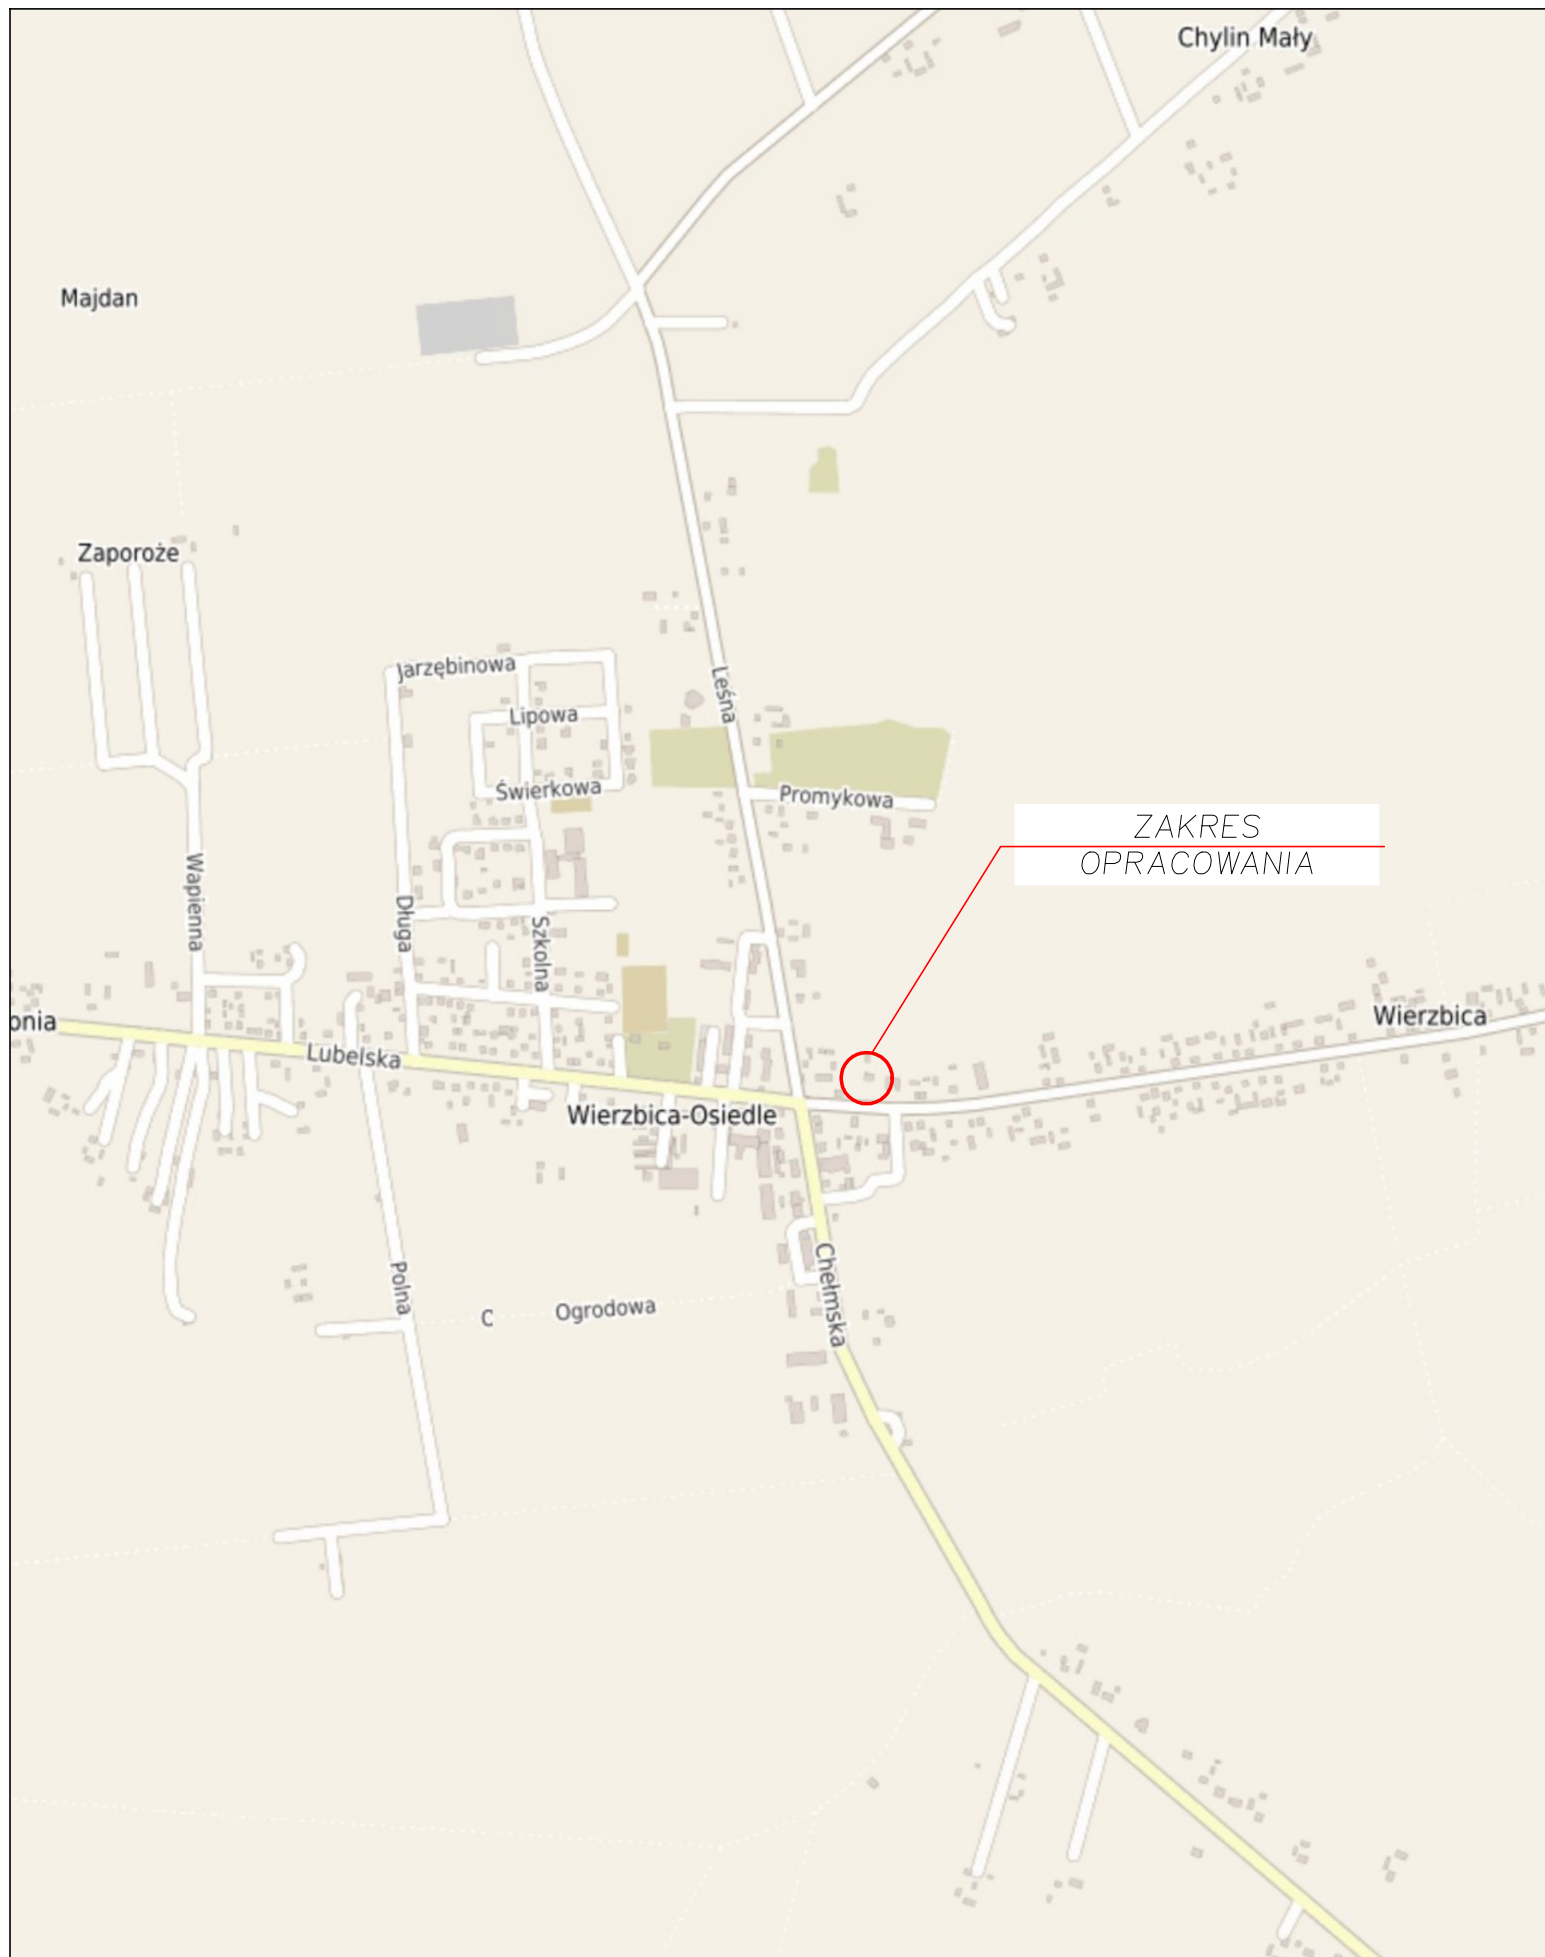 Chylin Mały
Majdan
Zaporoże
Jarzębinowa
Leśna
Lipowa
Świerkowa
Promykowa
ZAKRES
OPRACOWANIA
Wapienna
Długa
Szkolna
onia
Wierzbica
Lubelska
Wierzbica-Osiedle
Polna
Chełmska
Ogrodowa